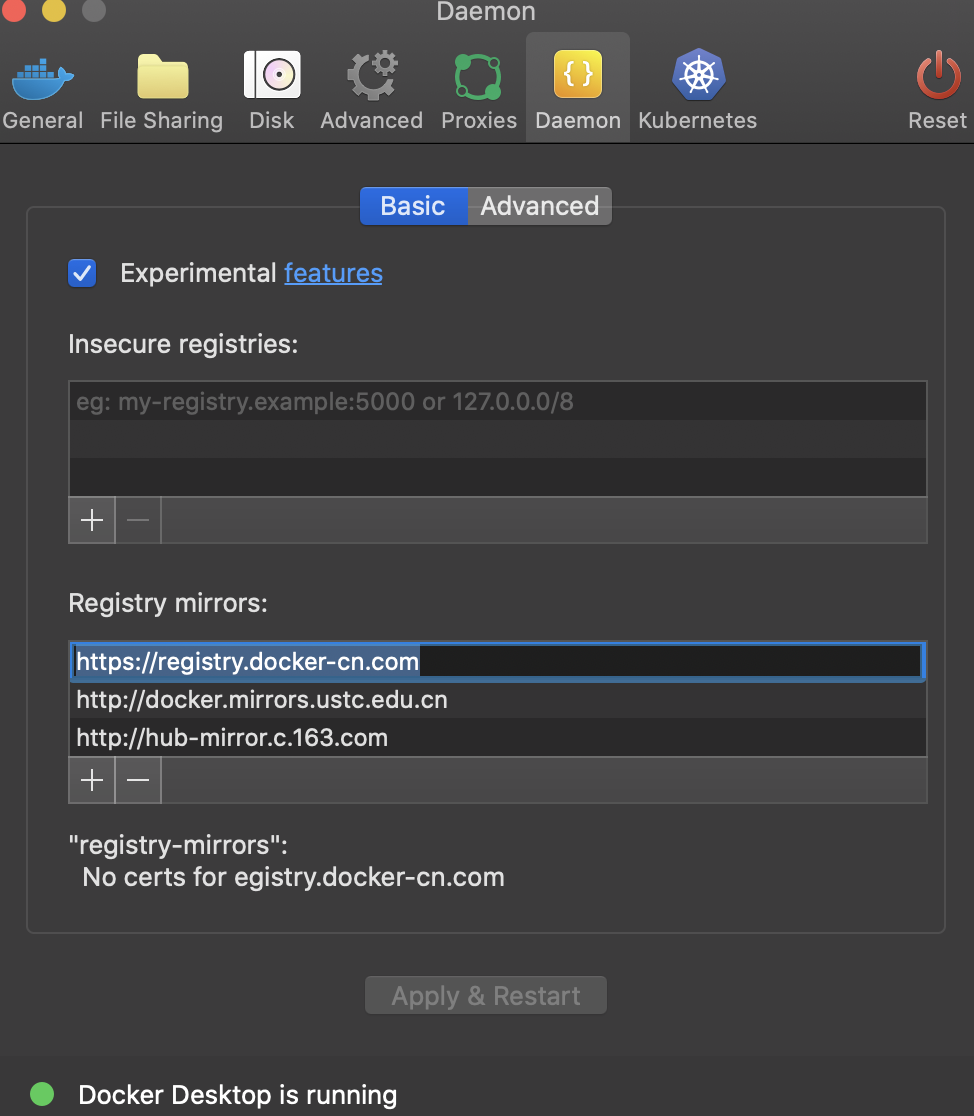 Daemon
General File Sharing Disk Advanced Proxies Daemon Kubernetes Reset
Basic Advanced
Experimental features
Insecure registries:
eg: my-registry.example:5000 or 127.0.0.0/8
Registry mirrors:
https://registry.docker-cn.com
http://docker.mirrors.ustc.edu.cn
http://hub-mirror.c.163.com
"registry-mirrors":
No certs for egistry.docker-cn.com
Apply & Restart
Docker Desktop is running